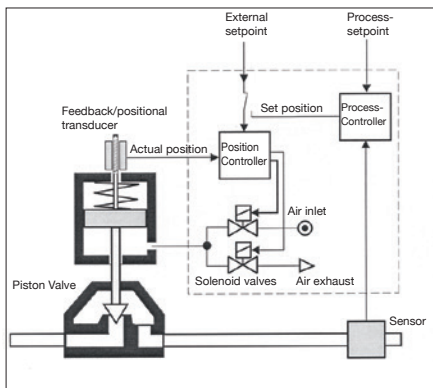 External
setpoint
Process-
setpoint
Feedback/positional
transducer
Set position
Process-
Controller
Actual position
Position
Controller
Air inlet
Piston Valve
Solenoid valves
Air exhaust
Sensor